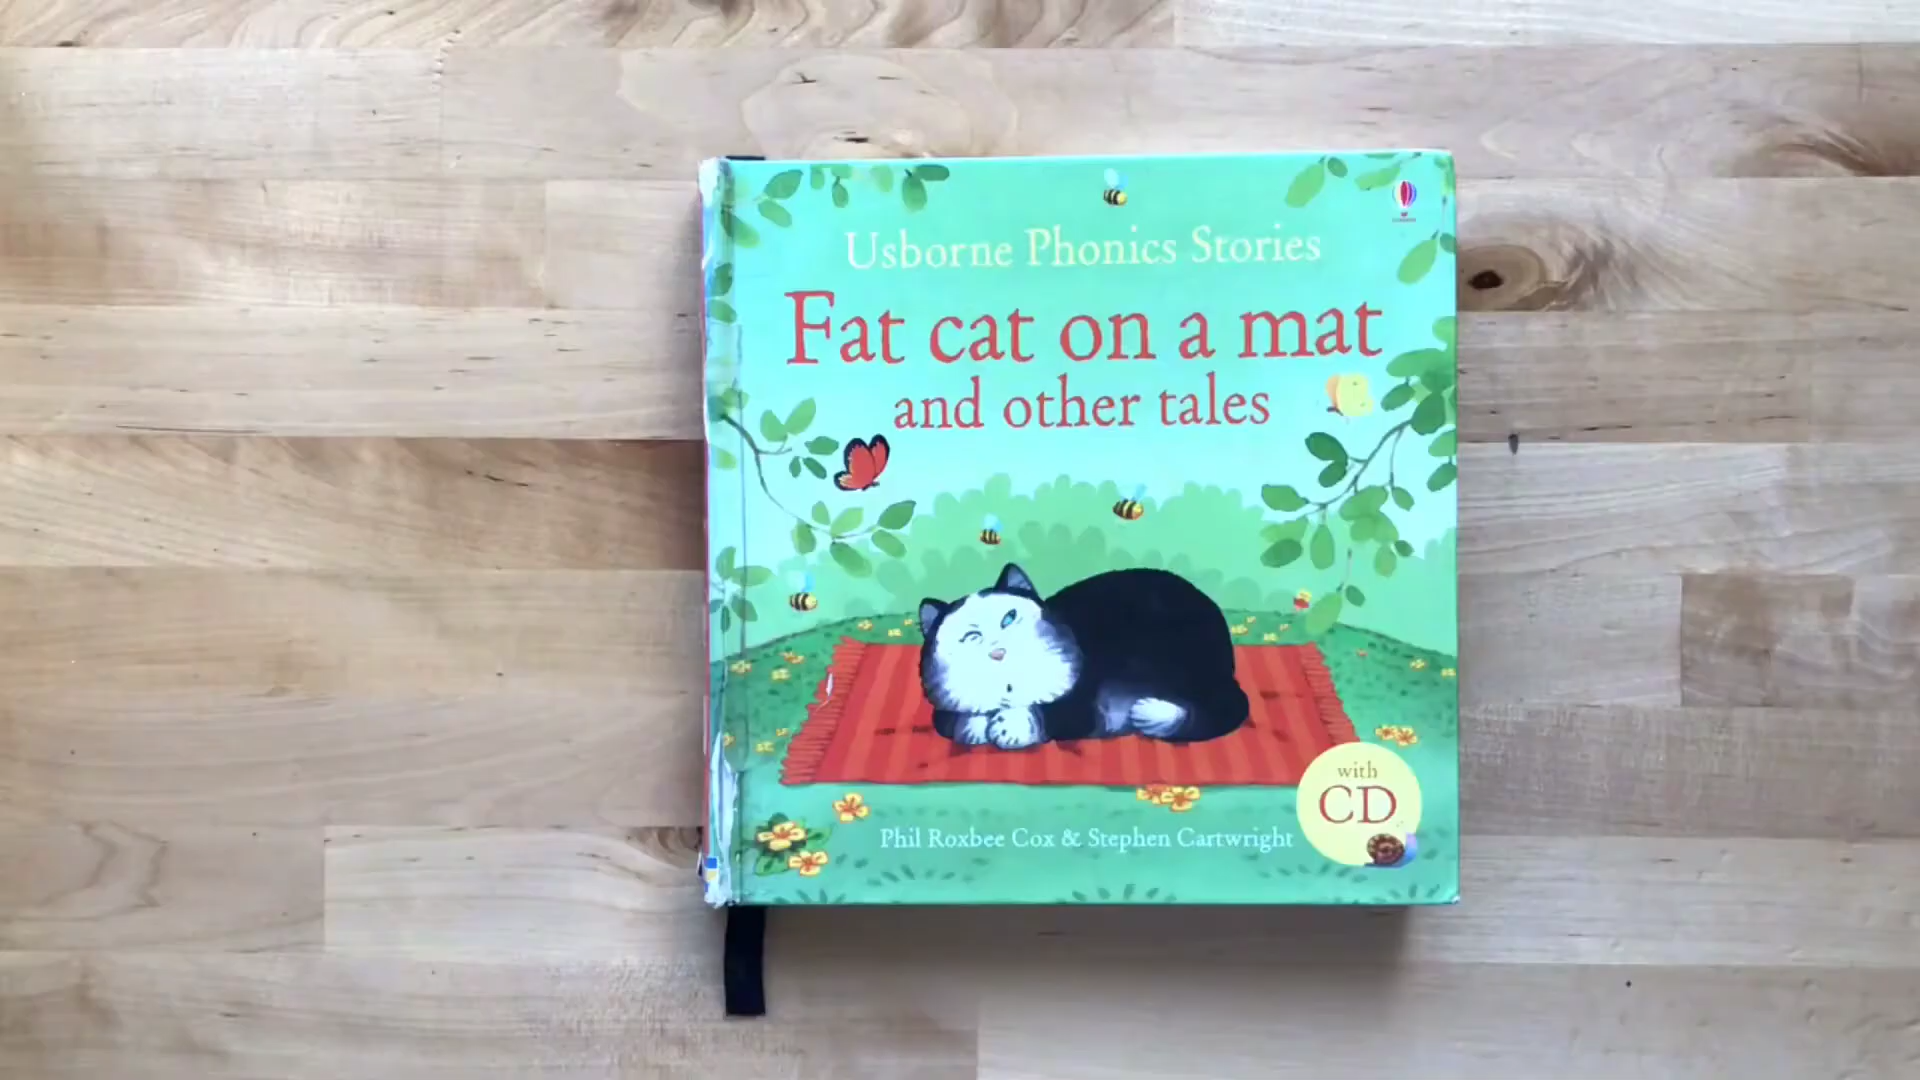 Usborne Phonics Stories
Fat cat on a mat
and other tales
with
CD
Phil Roxbee Cox & Stephen Cartwright